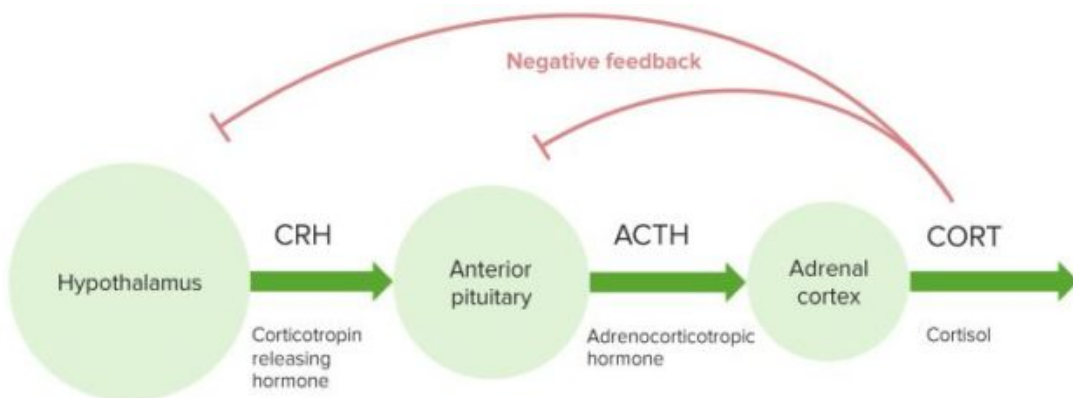 Negative feedback
CRH
ACTH
CORT
Hypothalamus
Anterior
pituitary
Adrenal
cortex
Corticotropin
releasing
hormone
Adrenocorticotropic
hormone
Cortisol